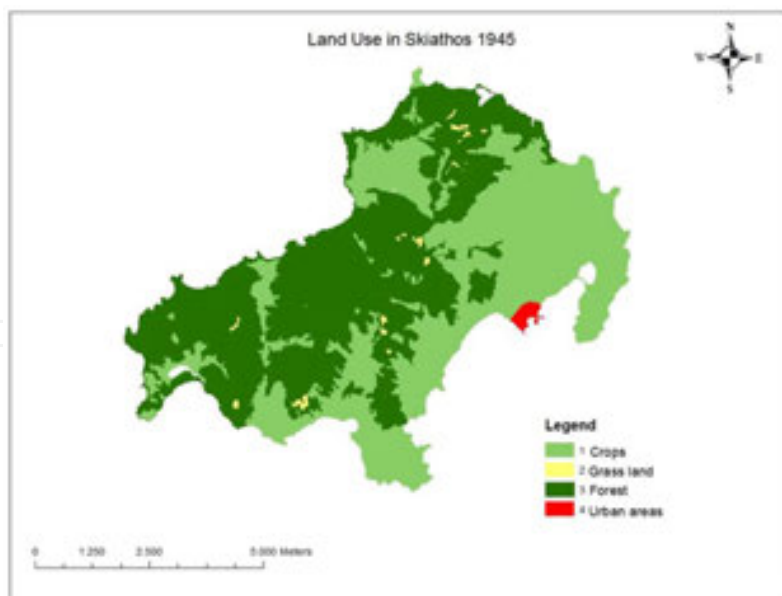 Land Use in Skiathos 1945
N
W E
S
Legend
1 Crops
2 Grass land
3 Forest
4 Urban areas
0 1.250 2.500 5.000 Meters